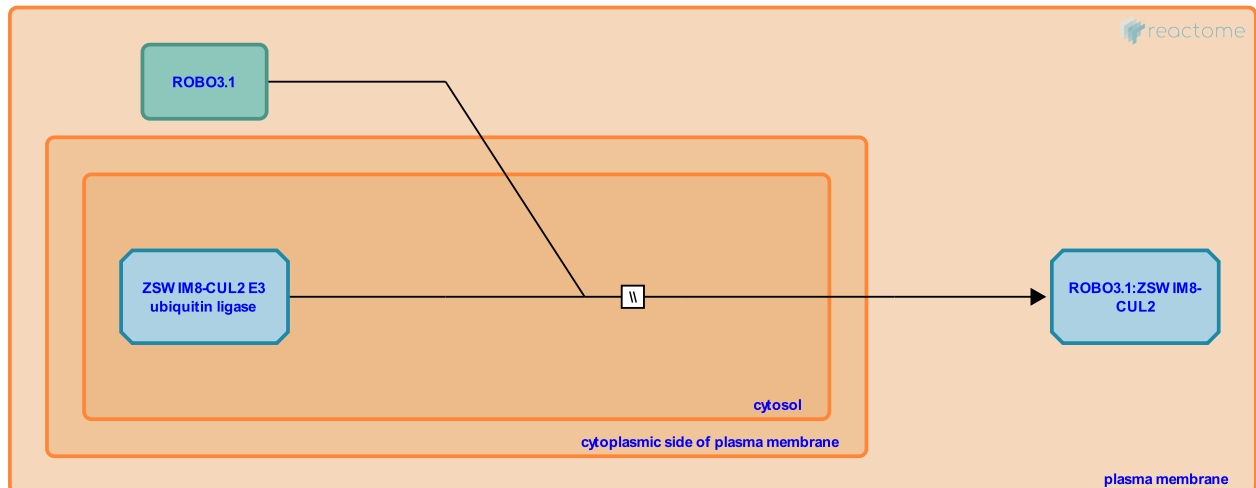 reactome
ROBO3.1
ZSWIM8-CUL2 E3
ubiquitin ligase
\\
ROBO3.1:ZSWIM8-
CUL2
cytosol
cytoplasmic side of plasma membrane
plasma membrane